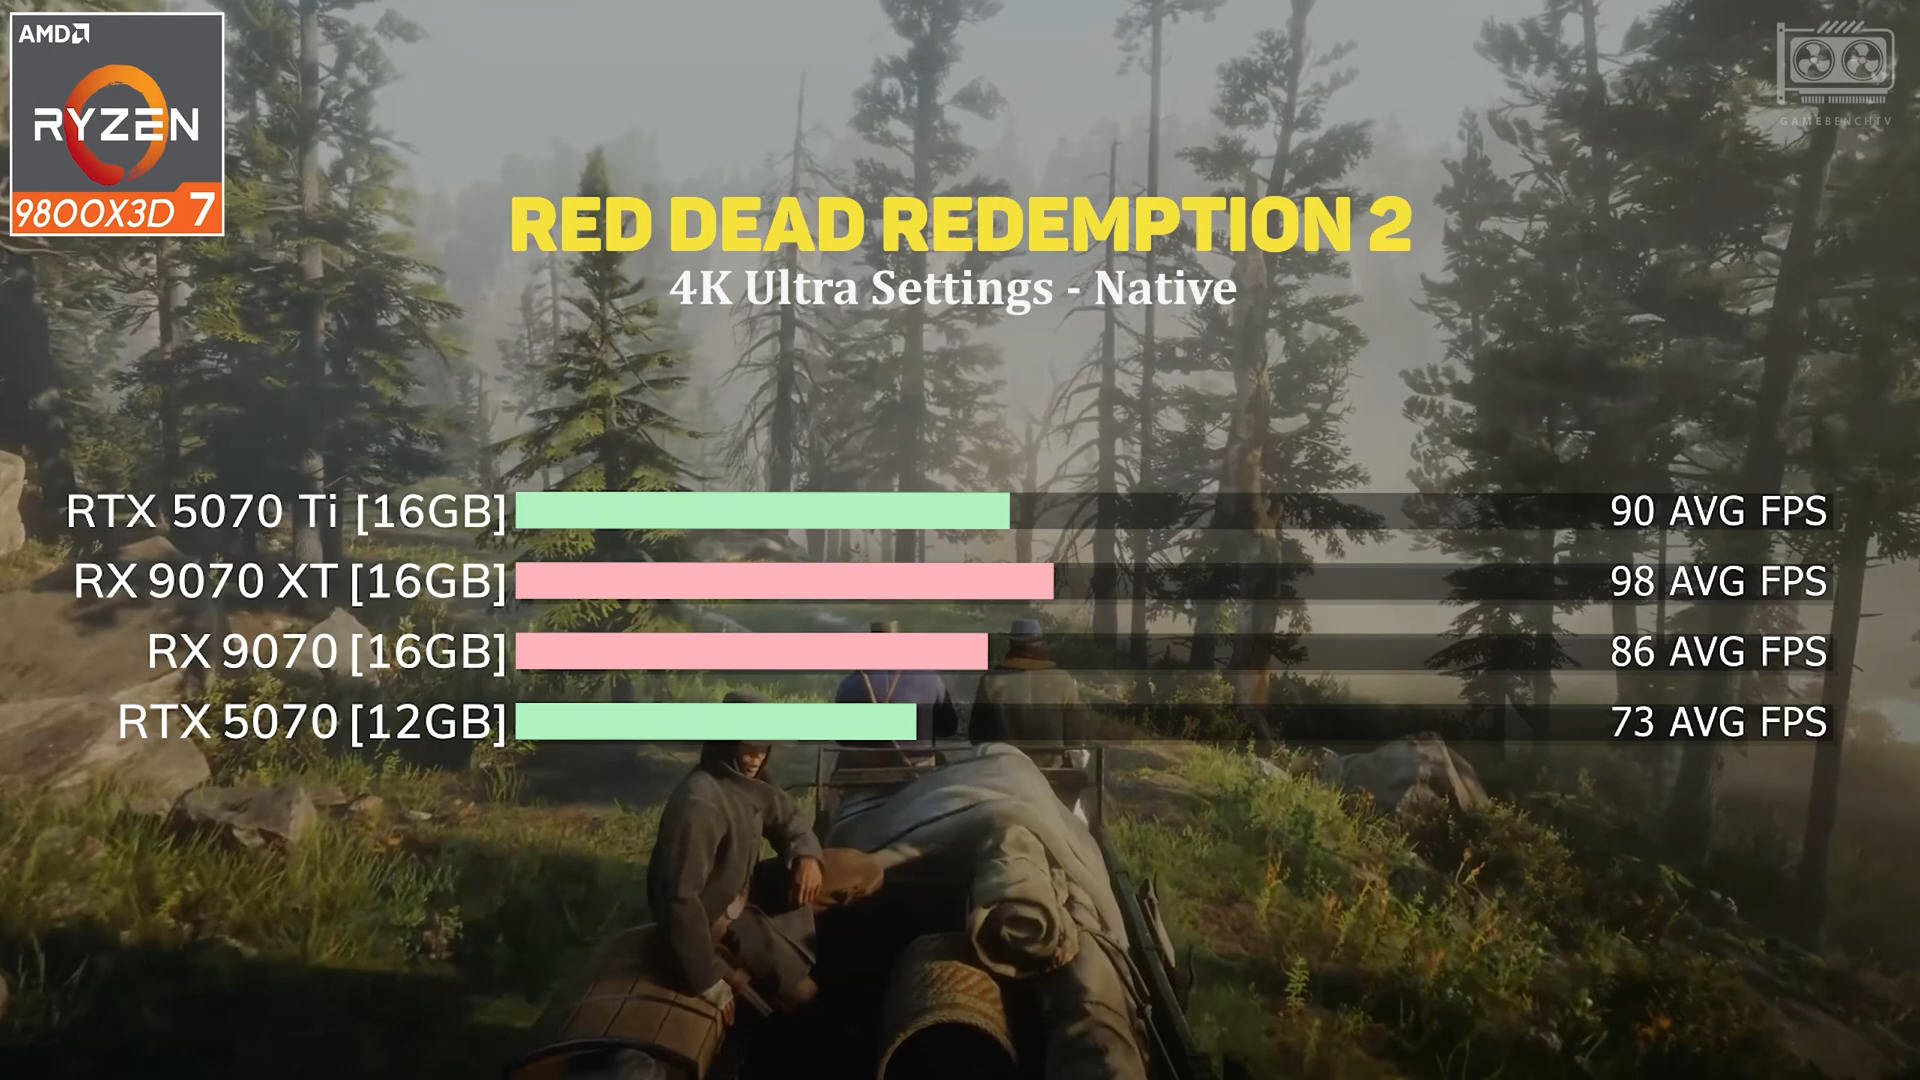 AMD
RYZEN
9800X3D 7
GAMEBENCHTV
RED DEAD REDEMPTION 2
4K Ultra Settings - Native
RTX 5070 Ti [16GB] 90 AVG FPS
RX 9070 XT [16GB] 98 AVG FPS
RX 9070 [16GB] 86 AVG FPS
RTX 5070 [12GB] 73 AVG FPS